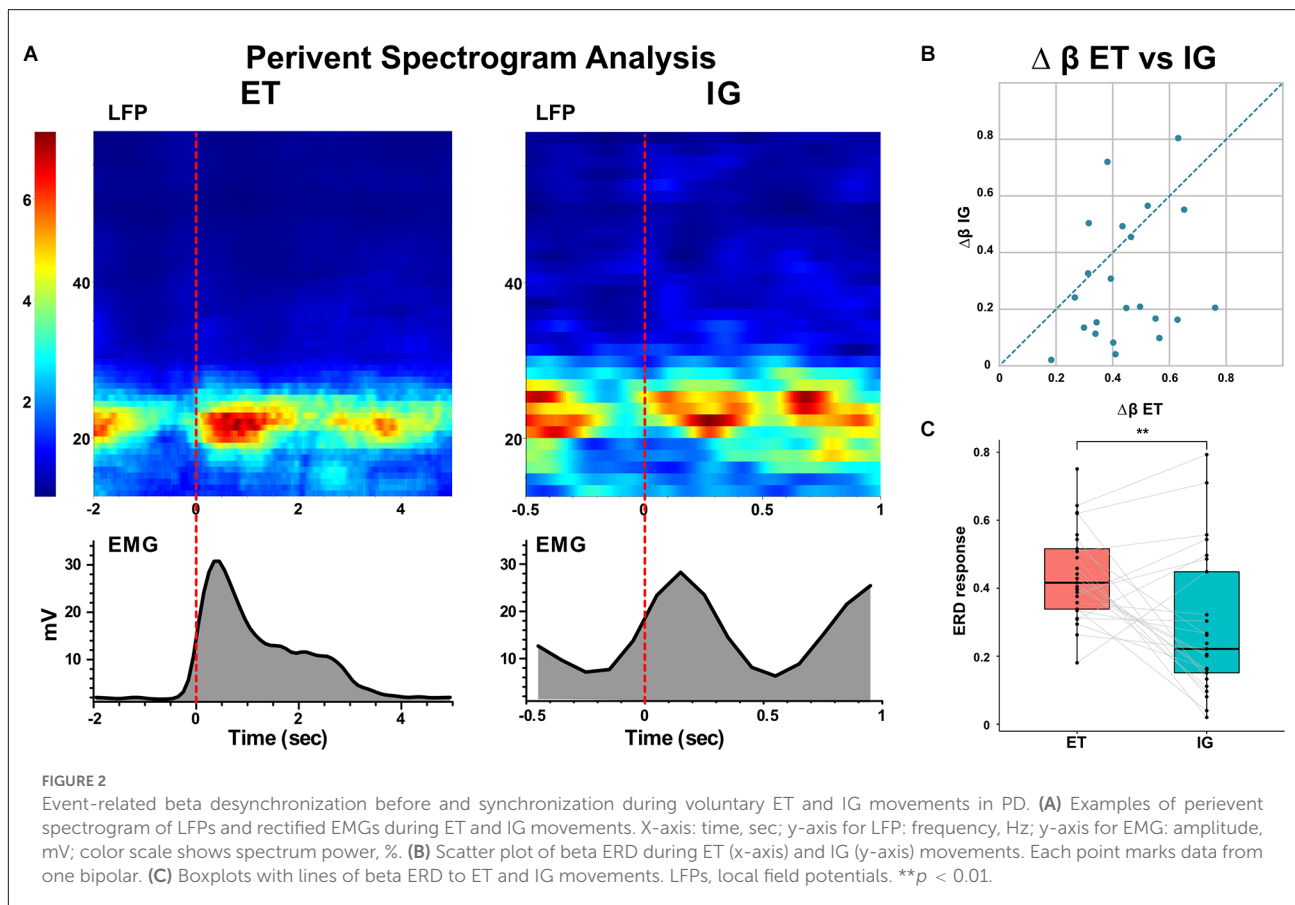 A
Perivent Spectrogram Analysis
ET
IG
LFP
LFP
6
4
2
40
20
40
20
-2 0 2 4
-0.5 0 0.5 1
EMG
EMG
mV
30
20
10
30
20
10
-2 0 2 4
-0.5 0 0.5 1
Time (sec)
Time (sec)
B
Δ β ET vs IG
Δβ IG
0.8
0.6
0.4
0.2
0
0 0.2 0.4 0.6 0.8
Δβ ET
C
**
ERD response
0.8
0.6
0.4
0.2
0
ET IG
FIGURE 2
Event-related beta desynchronization before and synchronization during voluntary ET and IG movements in PD. (A) Examples of perievent
spectrogram of LFPs and rectified EMGs during ET and IG movements. X-axis: time, sec; y-axis for LFP: frequency, Hz; y-axis for EMG: amplitude,
mV; color scale shows spectrum power, %. (B) Scatter plot of beta ERD during ET (x-axis) and IG (y-axis) movements. Each point marks data from
one bipolar. (C) Boxplots with lines of beta ERD to ET and IG movements. LFPs, local field potentials. **p < 0.01.